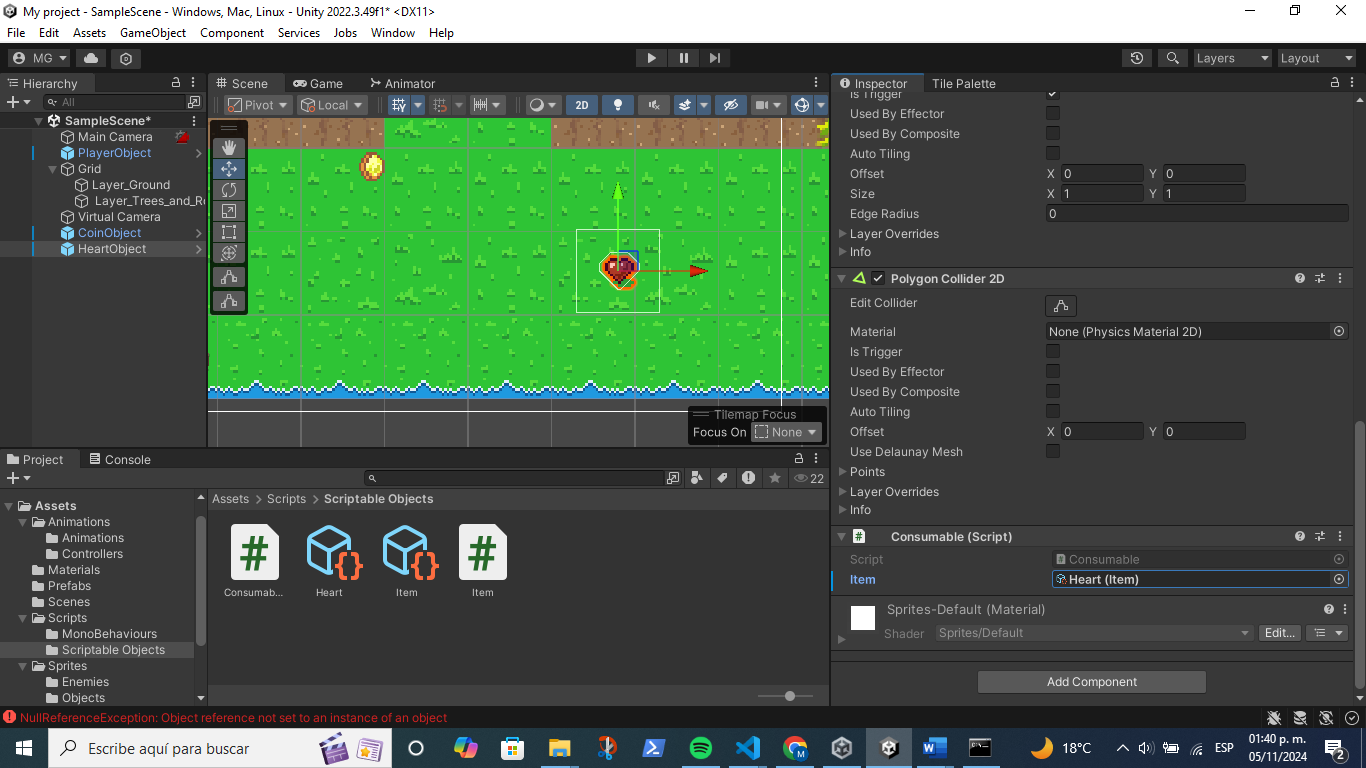 My project - SampleScene - Windows, Mac, Linux - Unity 2022.3.49f1* <DX11>
File Edit Assets GameObject Component Services Jobs Window Help
MG Layers Layout
Hierarchy
All
SampleScene*
Main Camera
PlayerObject
Grid
Layer_Ground
Layer_Trees_and_R
Virtual Camera
CoinObject
HeartObject
Scene Game Animator
Pivot Local 2D
Tilemap Focus
Focus On None
Inspector Tile Palette
Is Trigger
Used By Effector
Used By Composite
Auto Tiling
Offset X 0 Y 0
Size X 1 Y 1
Edge Radius 0
Layer Overrides
Info
Polygon Collider 2D
Edit Collider
Material None (Physics Material 2D)
Is Trigger
Used By Effector
Used By Composite
Auto Tiling
Offset X 0 Y 0
Use Delaunay Mesh
Points
Layer Overrides
Info
# Consumable (Script)
Script # Consumable
Item Heart (Item)
Sprites-Default (Material)
Shader Sprites/Default Edit...
Add Component
Project Console
22
Assets
Animations
Animations
Controllers
Materials
Prefabs
Scenes
Scripts
MonoBehaviours
Scriptable Objects
Sprites
Enemies
Objects
Assets > Scripts > Scriptable Objects
# {} {} #
Consumab... Heart Item Item
NullReferenceException: Object reference not set to an instance of an object
Escribe aquí para buscar
18°C ESP 01:40 p. m.
05/11/2024 2